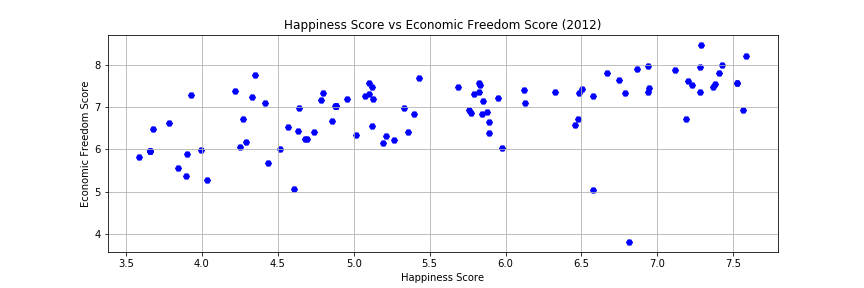 Happiness Score vs Economic Freedom Score (2012)
Economic Freedom Score
8
7
6
5
4
3.5 4.0 4.5 5.0 5.5 6.0 6.5 7.0 7.5
Happiness Score